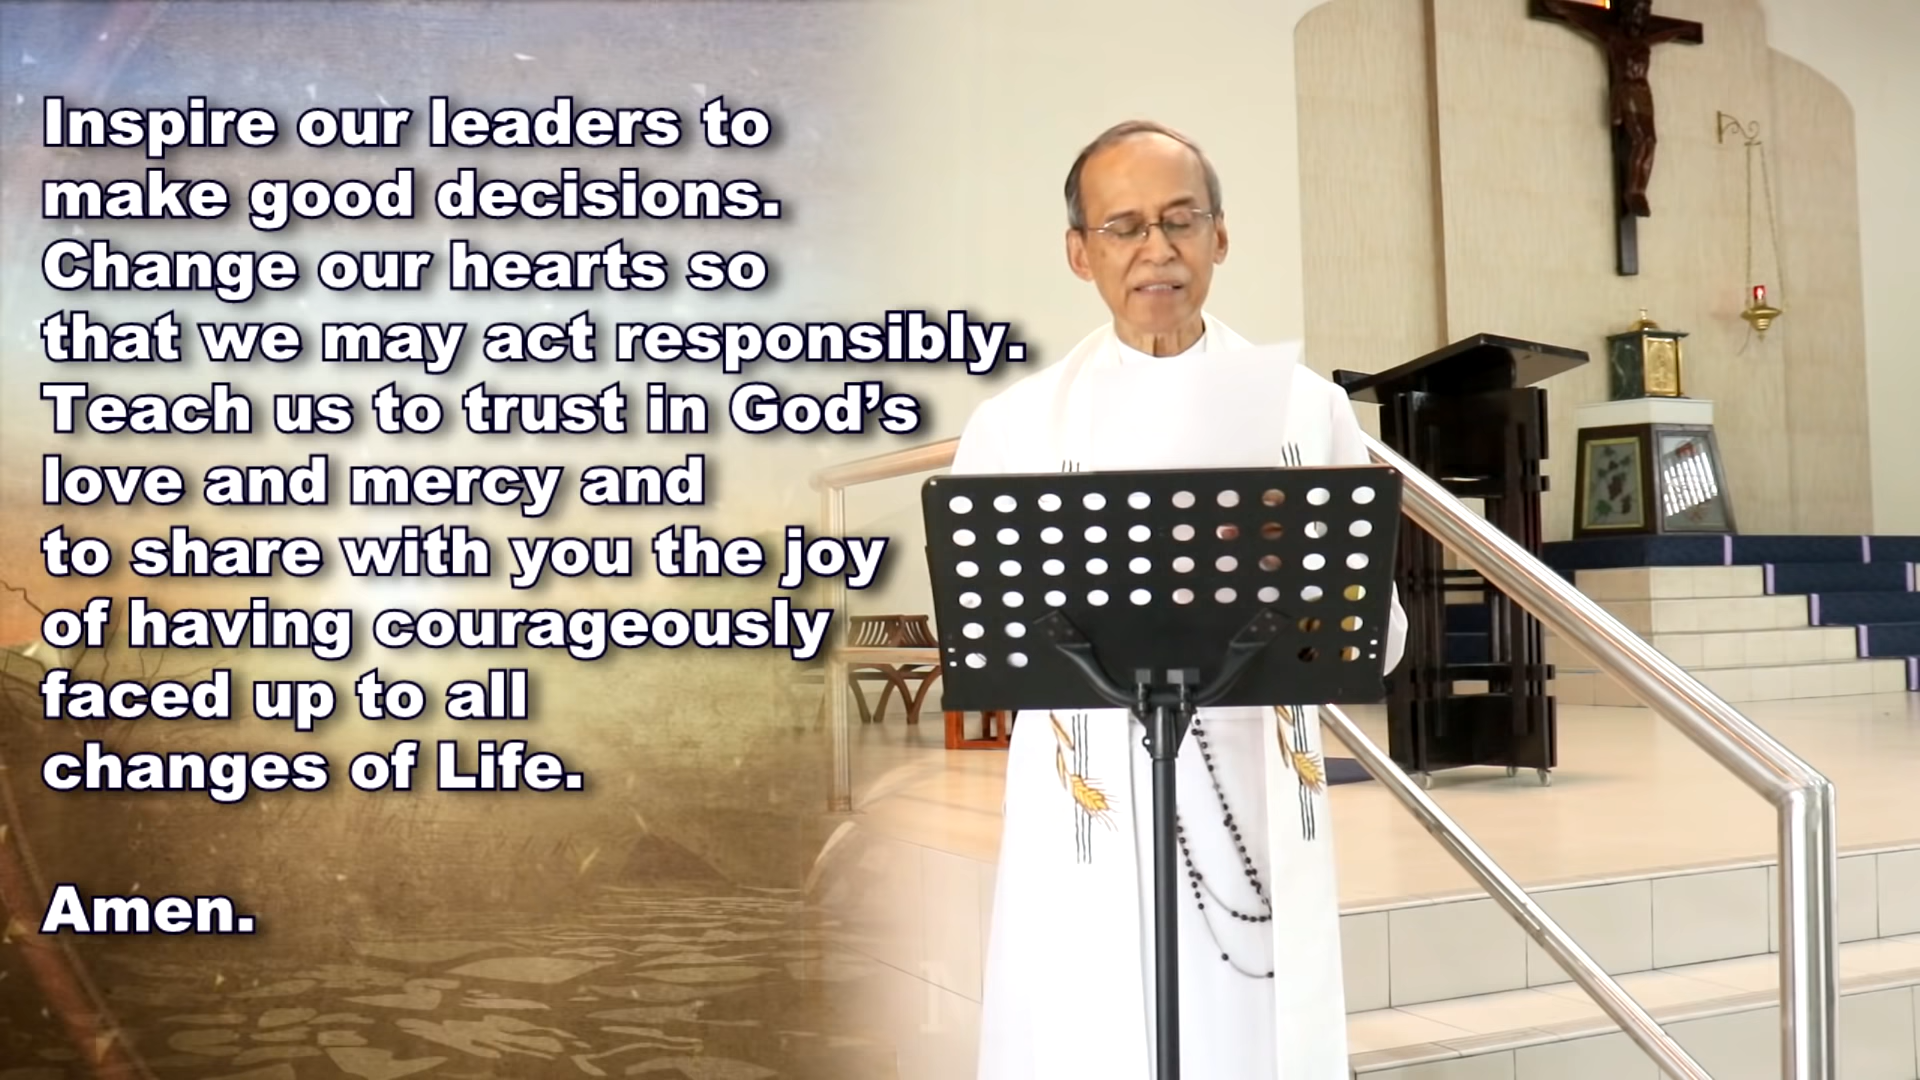 Inspire our leaders to
make good decisions.
Change our hearts so
that we may act responsibly.
Teach us to trust in God’s
love and mercy and
to share with you the joy
of having courageously
faced up to all
changes of Life.
Amen.